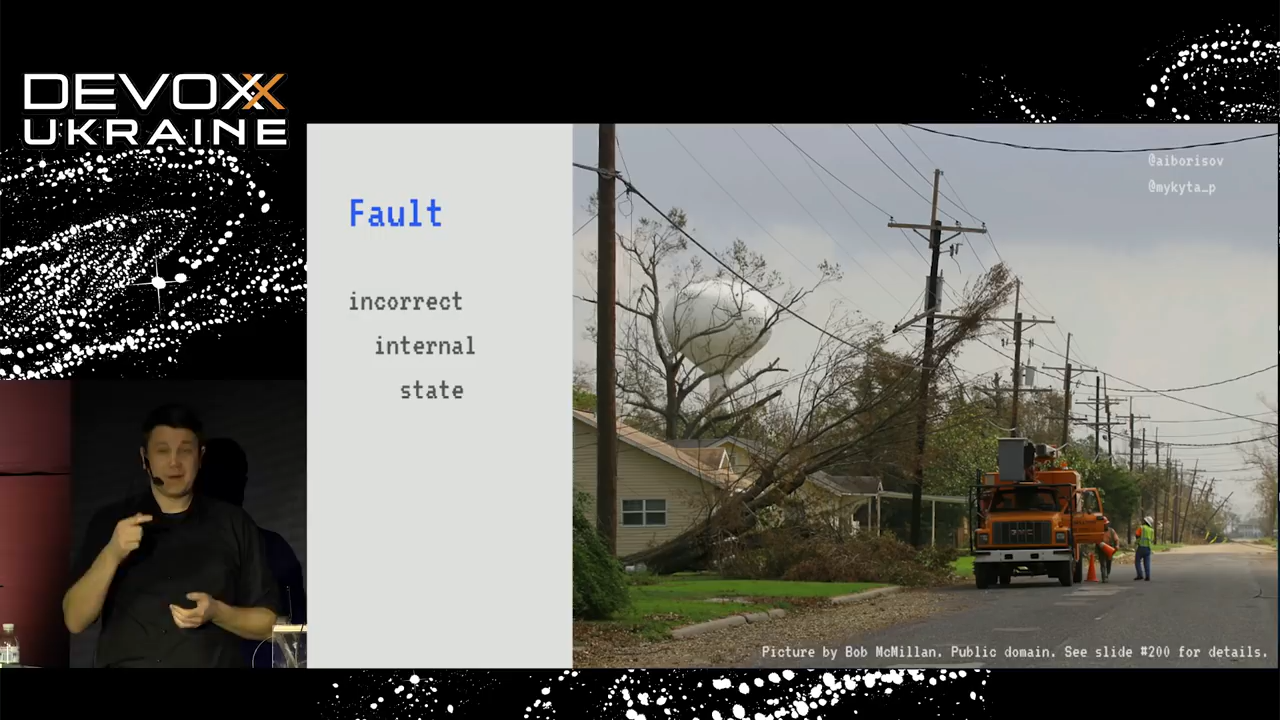 DEVOXX
UKRAINE
Fault
incorrect
internal
state
@aiborisov
@mykyta_p
GMC
Picture by Bob McMillan. Public domain. See slide #200 for details.